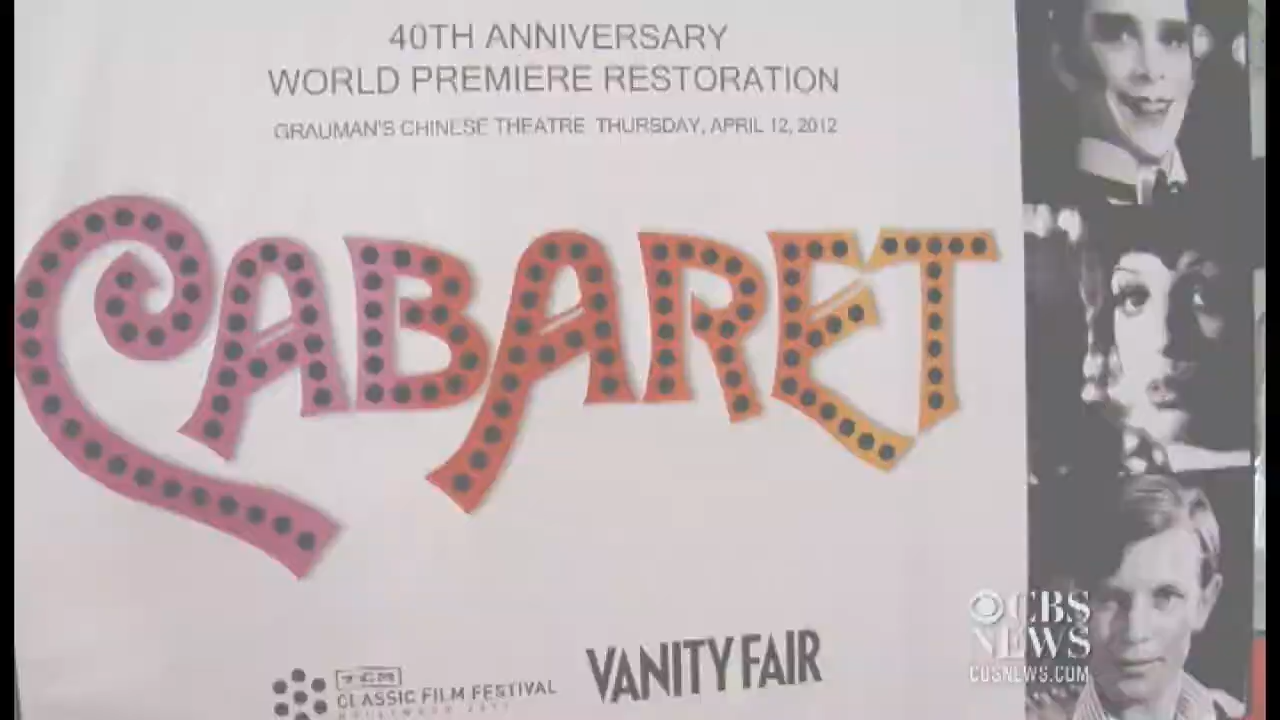 40TH ANNIVERSARY
WORLD PREMIERE RESTORATION
GRAUMAN'S CHINESE THEATRE THURSDAY, APRIL 12, 2012
CABARET
TCM
CLASSIC FILM FESTIVAL
VANITY FAIR
CBS
NEWS
CBSNEWS.COM